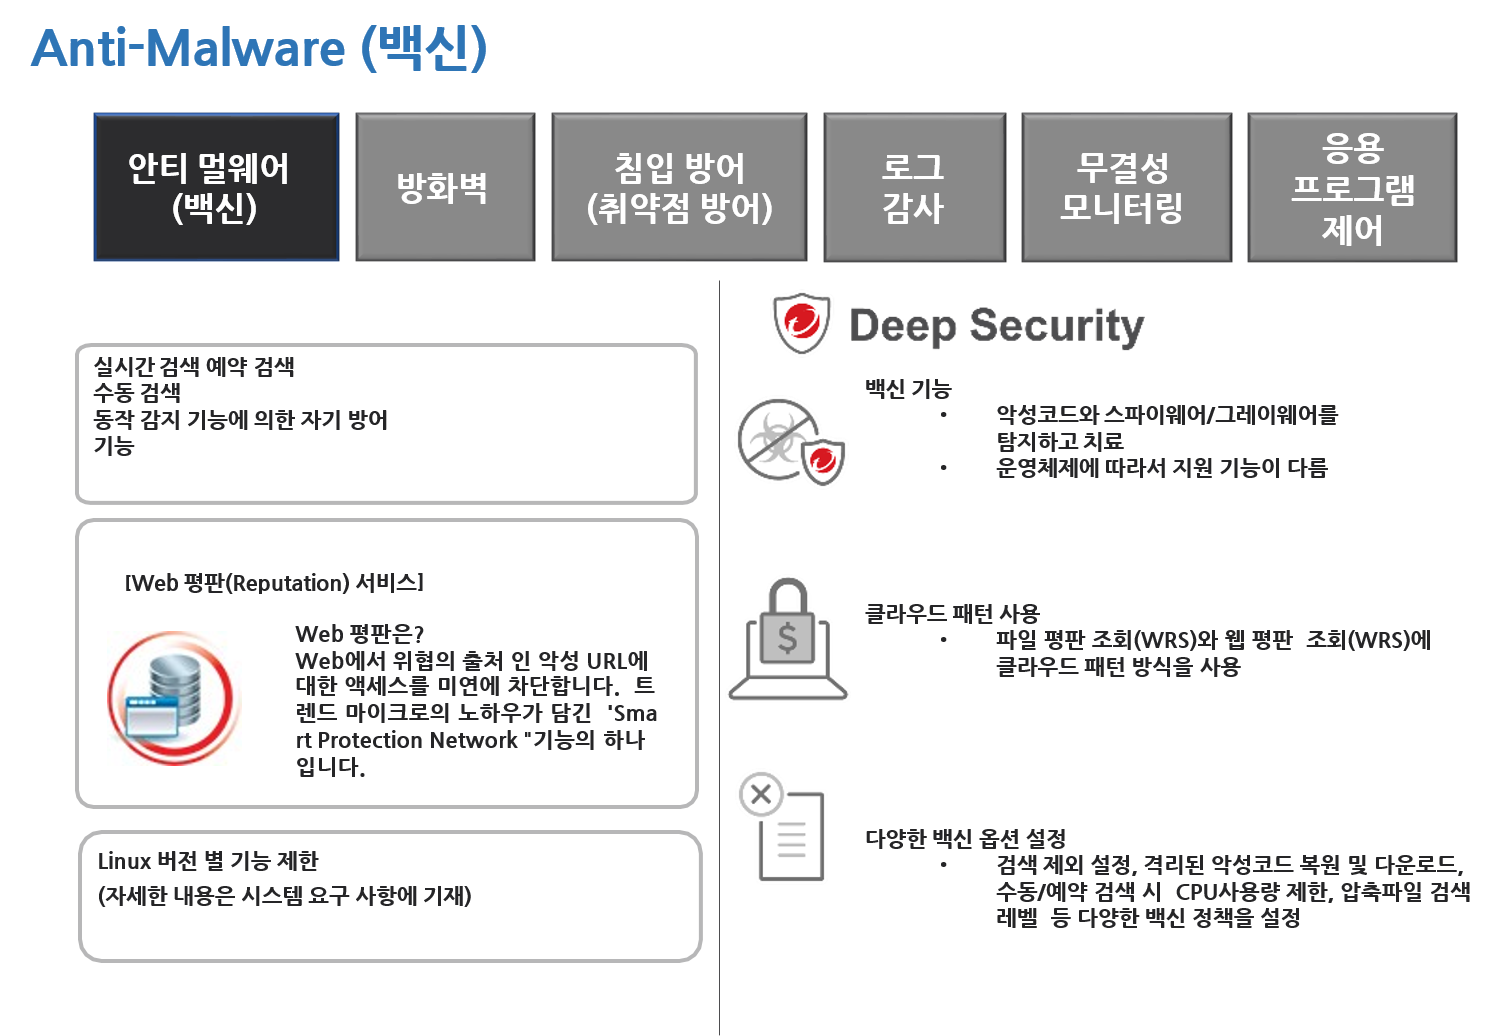 Anti-Malware (백신)
안티 멀웨어
(백신)
방화벽
침입 방어
(취약점 방어)
로그
감사
무결성
모니터링
응용
프로그램
제어
실시간 검색 예약 검색
수동 검색
동작 감지 기능에 의한 자기 방어
기능
[Web 평판(Reputation) 서비스]
Web 평판은?
Web에서 위협의 출처 인 악성 URL에
대한 액세스를 미연에 차단합니다. 트
렌드 마이크로의 노하우가 담긴 'Sma
rt Protection Network "기능의 하나
입니다.
Linux 버전 별 기능 제한
(자세한 내용은 시스템 요구 사항에 기재)
Deep Security
백신 기능
• 악성코드와 스파이웨어/그레이웨어를
탐지하고 치료
• 운영체제에 따라서 지원 기능이 다름
$
클라우드 패턴 사용
• 파일 평판 조회(WRS)와 웹 평판 조회(WRS)에
클라우드 패턴 방식을 사용
다양한 백신 옵션 설정
• 검색 제외 설정, 격리된 악성코드 복원 및 다운로드,
수동/예약 검색 시 CPU사용량 제한, 압축파일 검색
레벨 등 다양한 백신 정책을 설정